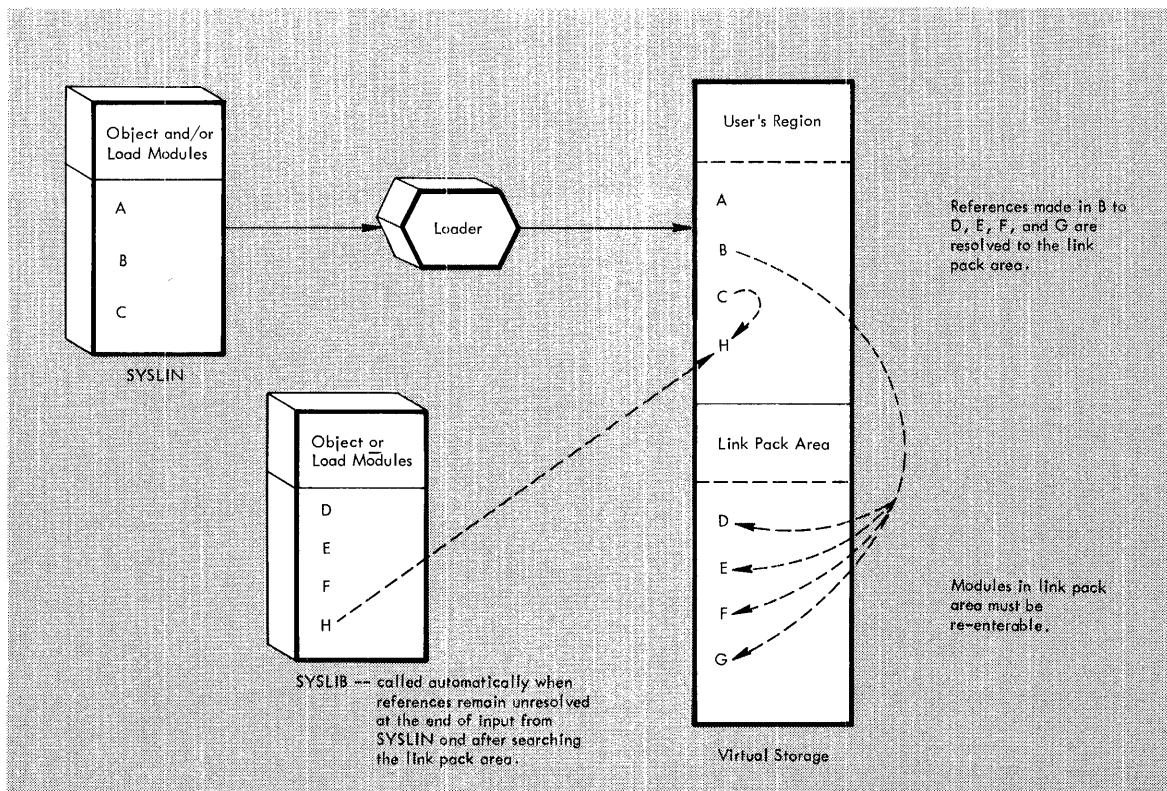 Object and/or
Load Modules
A
B
C
SYSLIN
Loader
Object or
Load Modules
D
E
F
H
SYSLIB -- called automatically when
references remain unresolved
at the end of input from
SYSLIN and after searching
the link pack area.
User's Region
A
B
C
H
Link Pack Area
D
E
F
G
Virtual Storage
References made in B to
D, E, F, and G are
resolved to the link
pack area.
Modules in link pack
area must be
re-enterable.